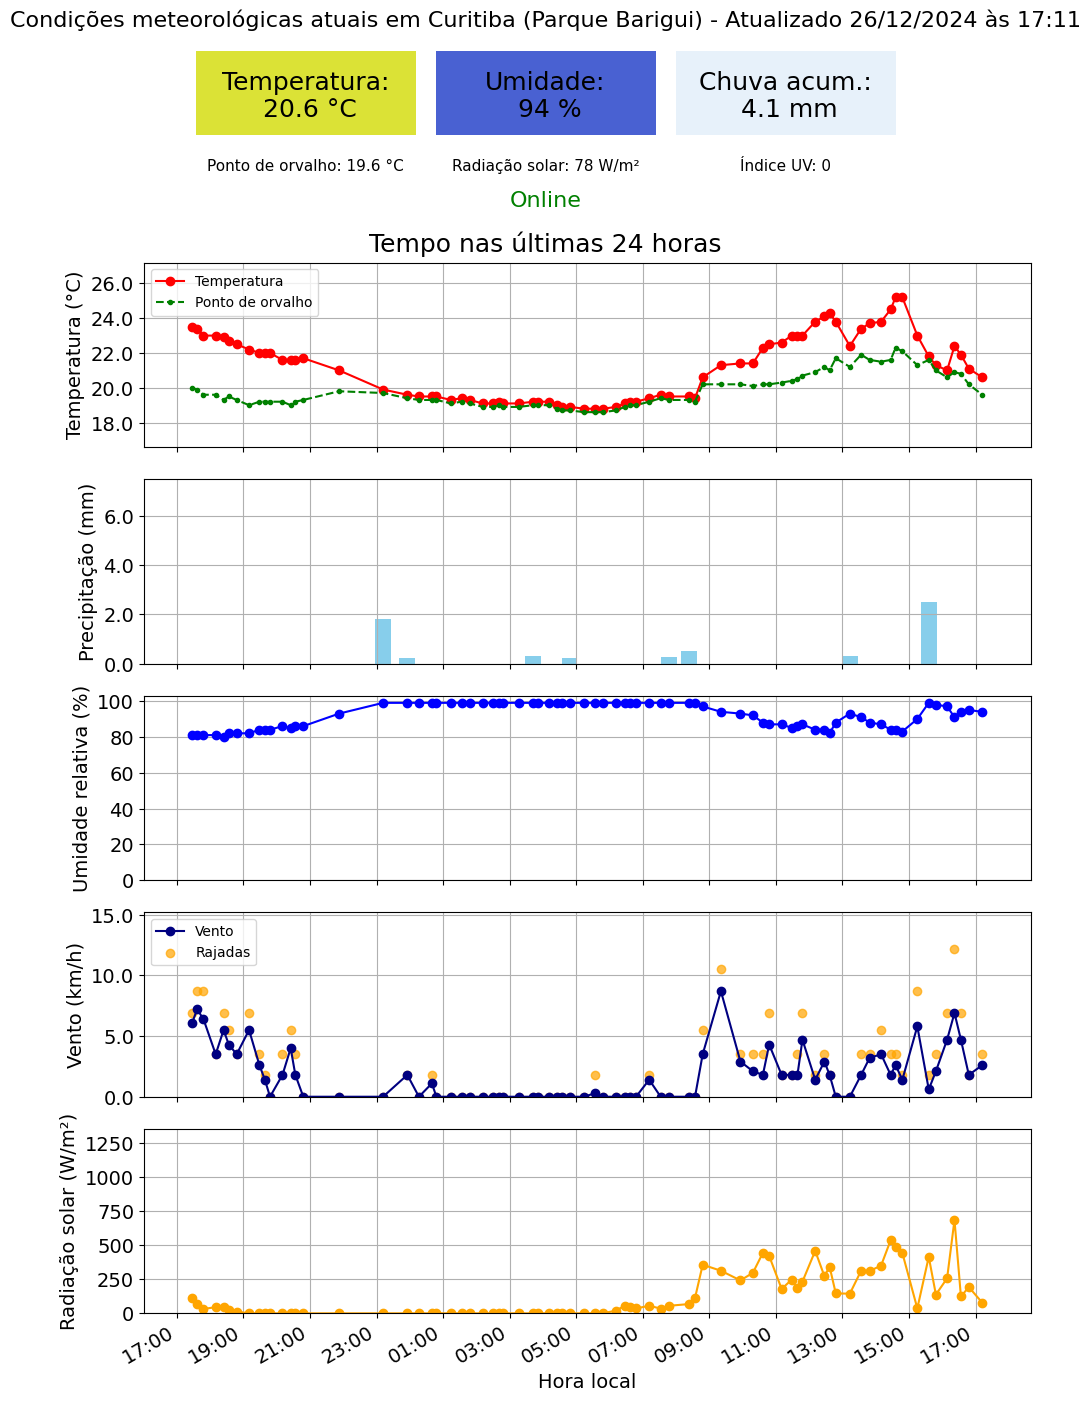 Condições meteorológicas atuais em Curitiba (Parque Barigui) - Atualizado 26/12/2024 às 17:11
Temperatura:
20.6 °C
Umidade:
94 %
Chuva acum.:
4.1 mm
Ponto de orvalho: 19.6 °C
Radiação solar: 78 W/m²
Índice UV: 0
Online
Tempo nas últimas 24 horas
Temperatura (°C)
26.0
24.0
22.0
20.0
18.0
Temperatura
Ponto de orvalho
Precipitação (mm)
6.0
4.0
2.0
0.0
Umidade relativa (%)
100
80
60
40
20
0
Vento (km/h)
15.0
10.0
5.0
0.0
Vento
Rajadas
Radiação solar (W/m²)
1250
1000
750
500
250
0
17:00
19:00
21:00
23:00
01:00
03:00
05:00
07:00
09:00
11:00
13:00
15:00
17:00
Hora local